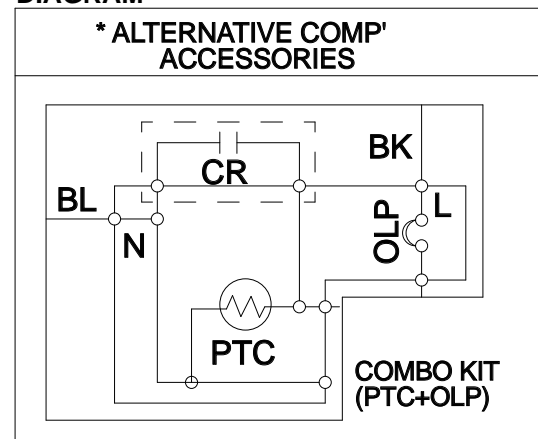 DIAGRAM
* ALTERNATIVE COMP'
ACCESSORIES
BK
CR
BL
L
OLP
N
PTC
COMBO KIT
(PTC+OLP)